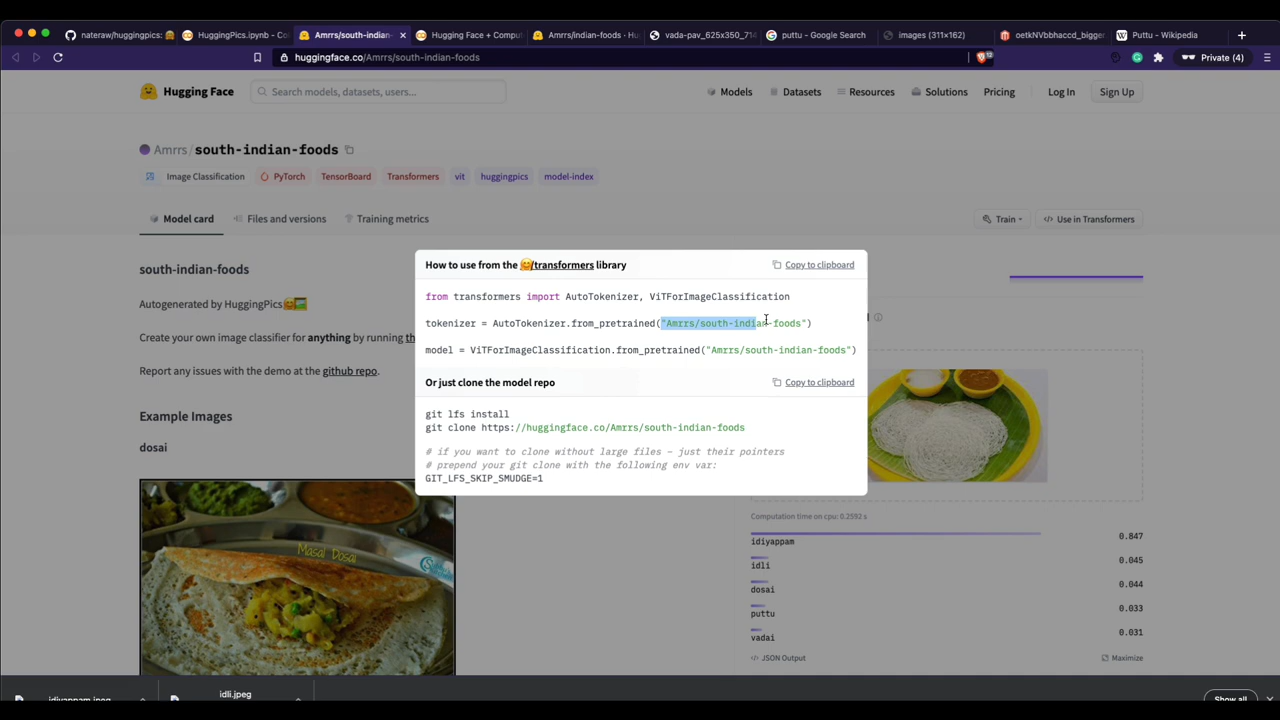 nateraw/huggingpics: 🤗
HuggingPics.ipynb - Co
Amrrs/south-indian-
Hugging Face + Comput
Amrrs/indian-foods · Hu
vada-pav_625x350_714
puttu - Google Search
images (311×162)
oetkNVbbhaccd_bigger
Puttu - Wikipedia
huggingface.co/Amrrs/south-indian-foods
Private (4)
Hugging Face
Search models, datasets, users...
Models
Datasets
Resources
Solutions
Pricing
Log In
Sign Up
Amrrs/south-indian-foods
Image Classification
PyTorch
TensorBoard
Transformers
vit
huggingpics
model-index
Model card
Files and versions
Training metrics
Train
</> Use in Transformers
How to use from the 🤗/transformers library
Copy to clipboard
from transformers import AutoTokenizer, ViTForImageClassification
tokenizer = AutoTokenizer.from_pretrained("Amrrs/south-indian-foods")
model = ViTForImageClassification.from_pretrained("Amrrs/south-indian-foods")
Or just clone the model repo
Copy to clipboard
git lfs install
git clone https://huggingface.co/Amrrs/south-indian-foods
# if you want to clone without large files – just their pointers
# prepend your git clone with the following env var:
GIT_LFS_SKIP_SMUDGE=1
south-indian-foods
Autogenerated by HuggingPics🤗🖼️
Create your own image classifier for anything by running
Report any issues with the demo at the github repo.
Example Images
dosai
Masal Dosai
Computation time on cpu: 0.2592 s
idiyappam 0.847
idli 0.045
dosai 0.044
puttu 0.033
vadai 0.031
</> JSON Output
Maximize
idiyappam.jpeg
idli.jpeg
Show all